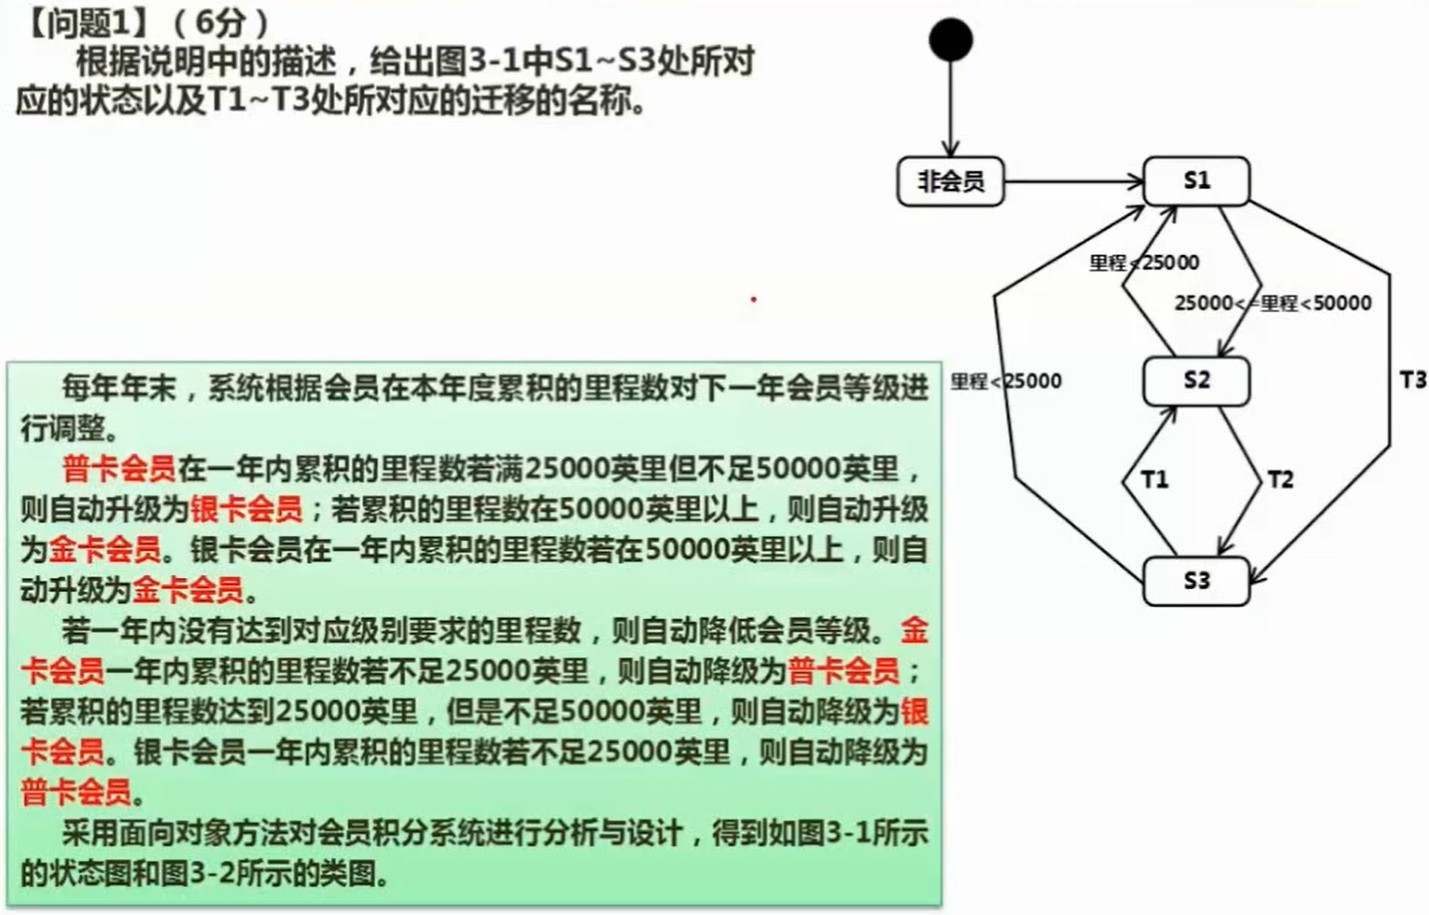 【问题1】（6分）
根据说明中的描述，给出图3-1中S1~S3处所对
应的状态以及T1~T3处所对应的迁移的名称。
非会员
S1
里程<25000
25000<=里程<50000
S2
里程<25000
T3
T1
T2
S3
每年年末，系统根据会员在本年度累积的里程数对下一年会员等级进
行调整。
普卡会员在一年内累积的里程数若满25000英里但不足50000英里，
则自动升级为银卡会员；若累积的里程数在50000英里以上，则自动升级
为金卡会员。银卡会员在一年内累积的里程数若在50000英里以上，则自
动升级为金卡会员。
若一年内没有达到对应级别要求的里程数，则自动降低会员等级。金
卡会员一年内累积的里程数若不足25000英里，则自动降级为普卡会员；
若累积的里程数达到25000英里，但是不足50000英里，则自动降级为银
卡会员。银卡会员一年内累积的里程数若不足25000英里，则自动降级为
普卡会员。
采用面向对象方法对会员积分系统进行分析与设计，得到如图3-1所示
的状态图和图3-2所示的类图。